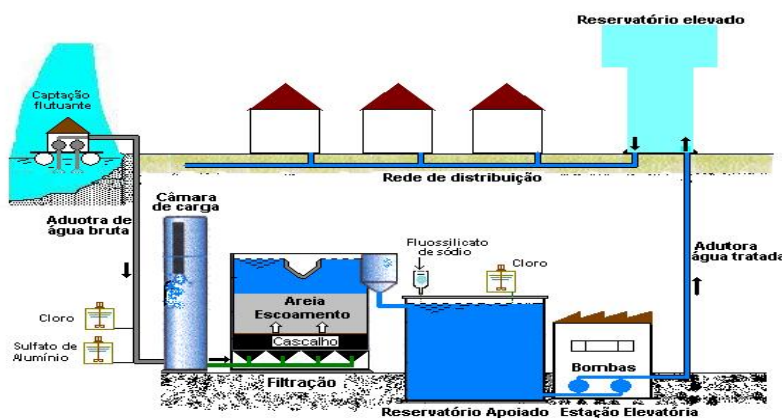 Reservatório elevado
Captação
flutuante
Rede de distribuição
Aduotra de
água bruta
Câmara
de carga
Fluossilicato
de sódio
Cloro
Adutora
água tratada
Cloro
Sulfato de
Alumínio
Areia
Escoamento
Cascalho
Filtração
Bombas
Reservatório Apoiado
Estação Elevatória